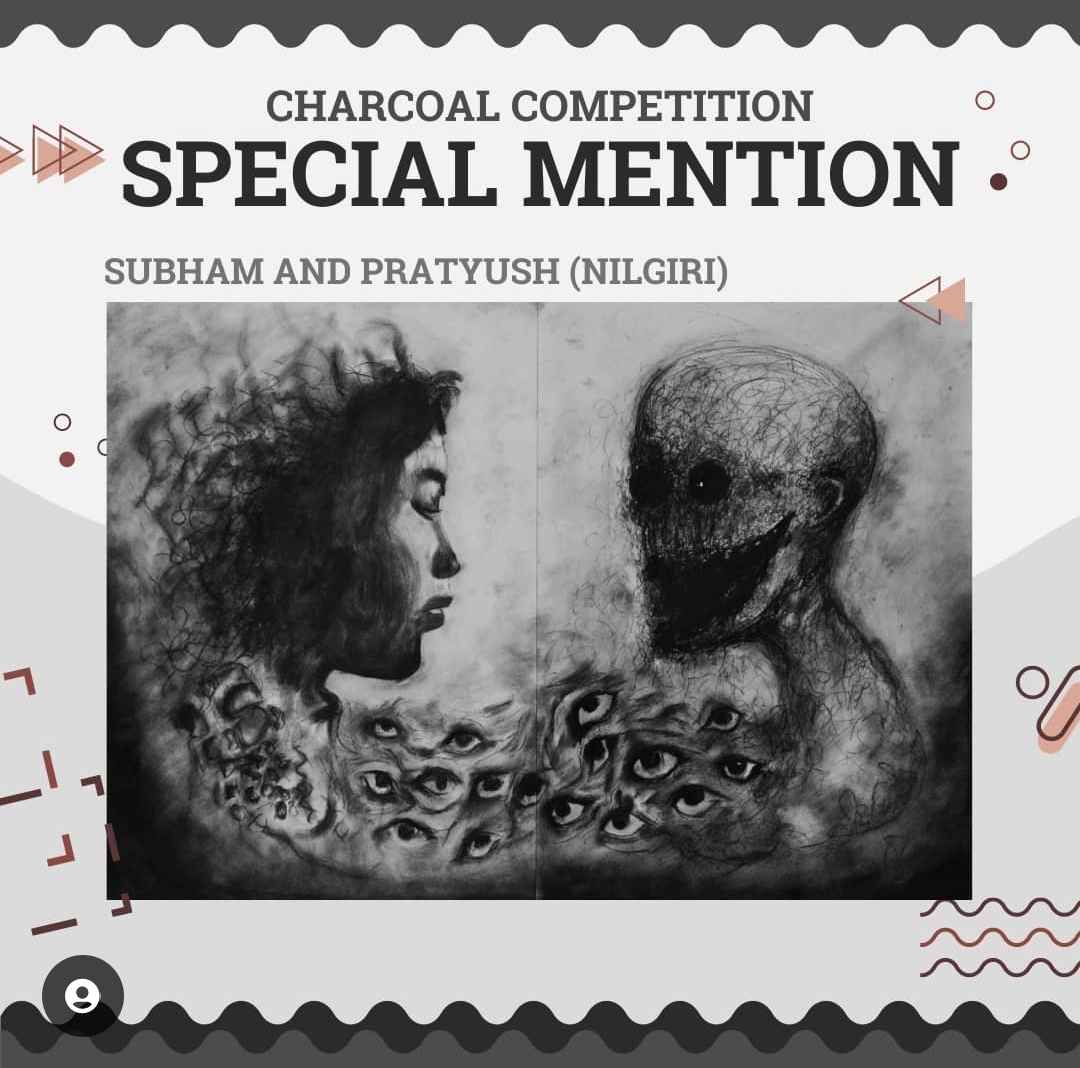 CHARCOAL COMPETITION
SPECIAL MENTION
SUBHAM AND PRATYUSH (NILGIRI)